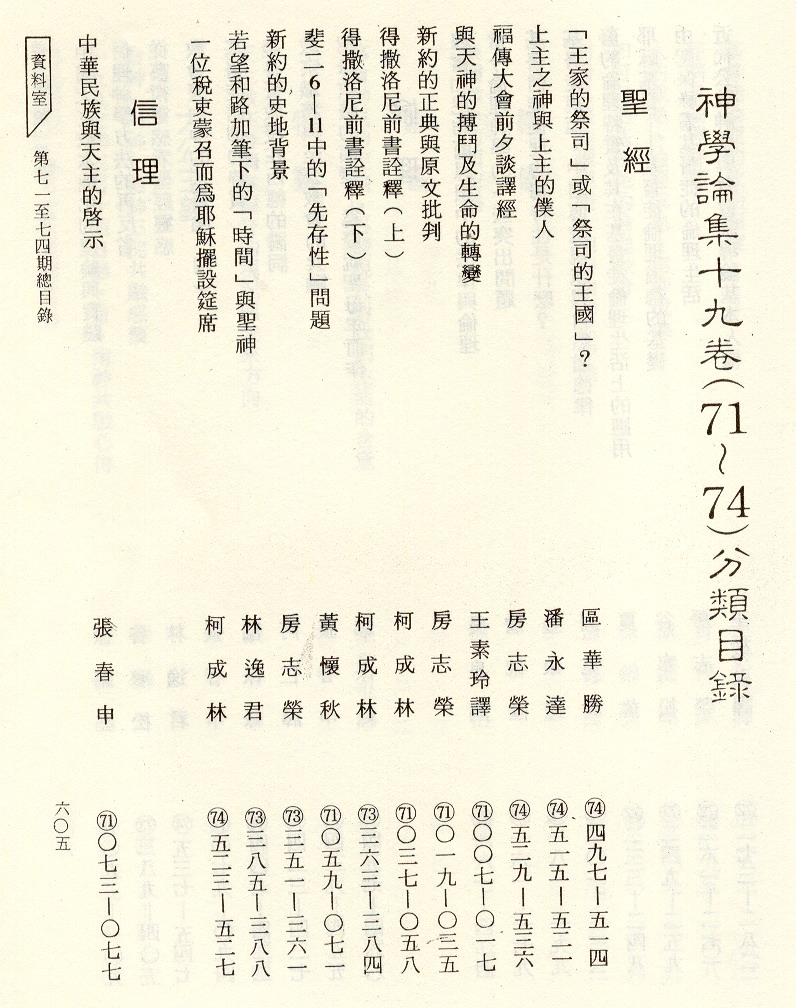 神學論集十九卷(71～74)分類目錄
聖經
「王家的祭司」或「祭司的王國」? 區華勝 74四九七—五一四
上主之神與上主的僕人 潘永達 74五一五—五二一
福傳大會前夕談譯經 房志榮 74五二九—五三六
與天神的搏鬥及生命的轉變 王素玲譯 71〇〇七—〇一七
新約的正典與原文批判 房志榮 71〇一九—〇三五
得撒洛尼前書詮釋(上) 柯成林 71〇三七—〇五八
得撒洛尼前書詮釋(下) 柯成林 73三六三—三八四
斐二6—11中的「先存性」問題 黃懷秋 71〇五九—〇七一
新約的史地背景 房志榮 73三五一—三六一
若望和路加筆下的「時間」與聖神 林逸君 73三八五—三八八
一位稅吏蒙召而爲耶穌擺設筵席 柯成林 74五二三—五二七
信理
中華民族與天主的啓示 張春申 71〇七三—〇七七
資料室 第七一至七四期總目錄
六〇五